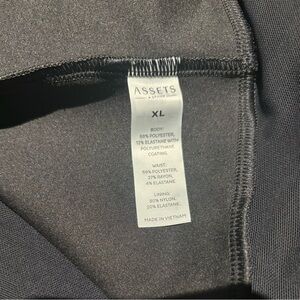 ASSETS
XL
BODY:
88% POLYESTER,
12% ELASTANE WITH
POLYURETHANE
COATING.
WAIST:
69% POLYESTER,
27% RAYON,
4% ELASTANE
LINING:
80% NYLON,
20% ELASTANE,
MADE IN VIETNAM